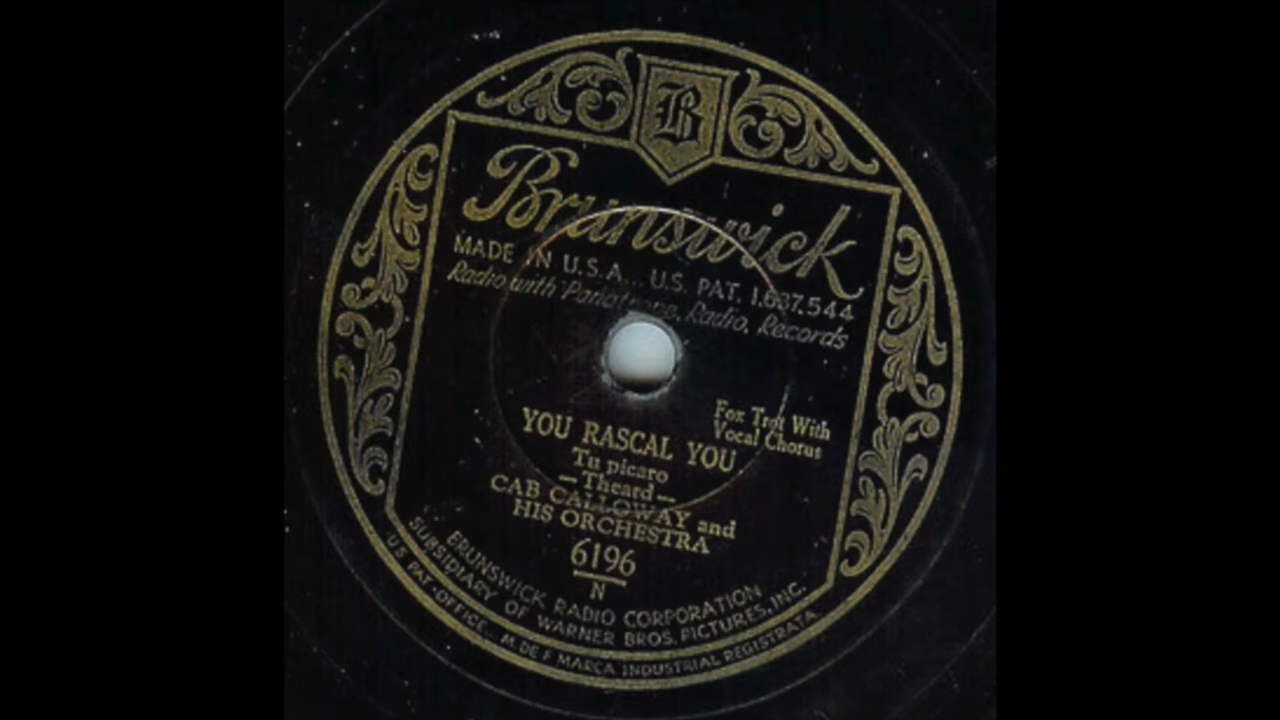 B
Brunswick
MADE IN U.S.A... U.S. PAT. 1,637,544
Radio with Panatrope, Radio, Records
Fox Trot With
Vocal Chorus
YOU RASCAL YOU
Tu picaro
—Theard—
CAB CALLOWAY and
HIS ORCHESTRA
6196
N
BRUNSWICK RADIO CORPORATION
SUBSIDIARY OF WARNER BROS. PICTURES, INC.
U.S. PAT. OFFICE... M. DE F MARCA INDUSTRIAL REGISTRATA